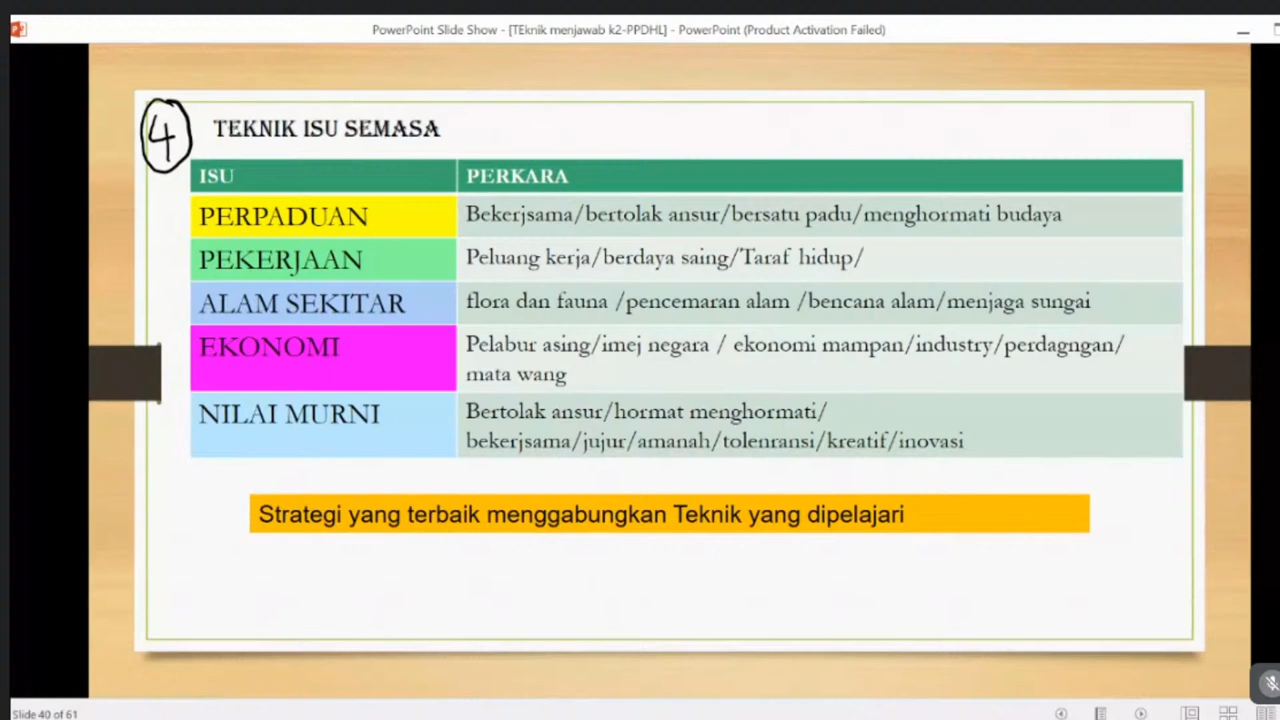 PowerPoint Slide Show - [TEknik menjawab k2-PPDHL] - PowerPoint (Product Activation Failed)
4
TEKNIK ISU SEMASA
ISU PERKARA
PERPADUAN Bekerjsama/bertolak ansur/bersatu padu/menghormati budaya
PEKERJAAN Peluang kerja/berdaya saing/Taraf hidup/
ALAM SEKITAR flora dan fauna /pencemaran alam /bencana alam/menjaga sungai
EKONOMI Pelabur asing/imej negara / ekonomi mampan/industry/perdagngan/
mata wang
NILAI MURNI Bertolak ansur/hormat menghormati/
bekerjsama/jujur/amanah/tolenransi/kreatif/inovasi
Strategi yang terbaik menggabungkan Teknik yang dipelajari
Slide 40 of 61